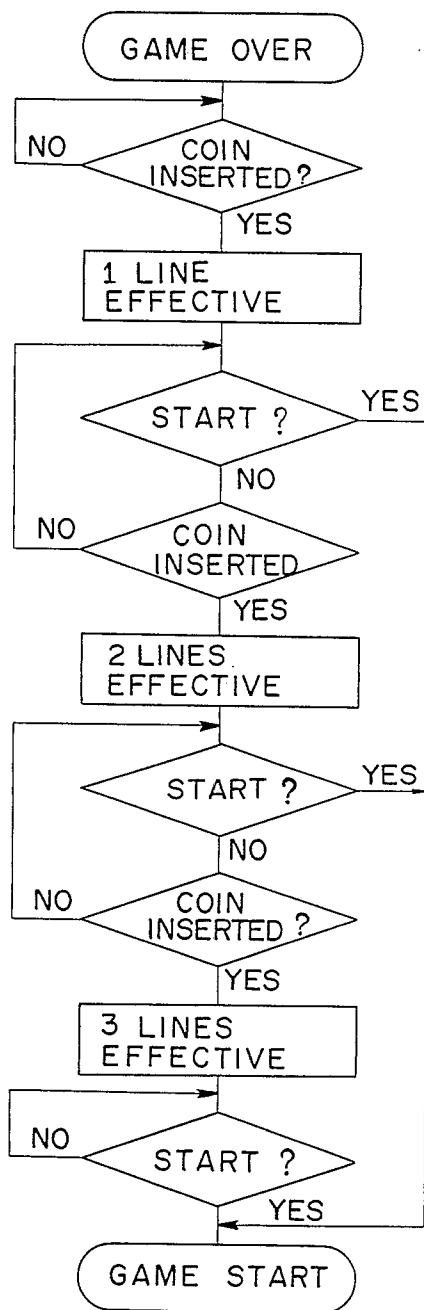 GAME OVER
NO
COIN
INSERTED?
YES
1 LINE
EFFECTIVE
START ?
YES
NO
NO
COIN
INSERTED
YES
2 LINES
EFFECTIVE
START ?
YES
NO
NO
COIN
INSERTED ?
YES
3 LINES
EFFECTIVE
NO
START ?
YES
GAME START